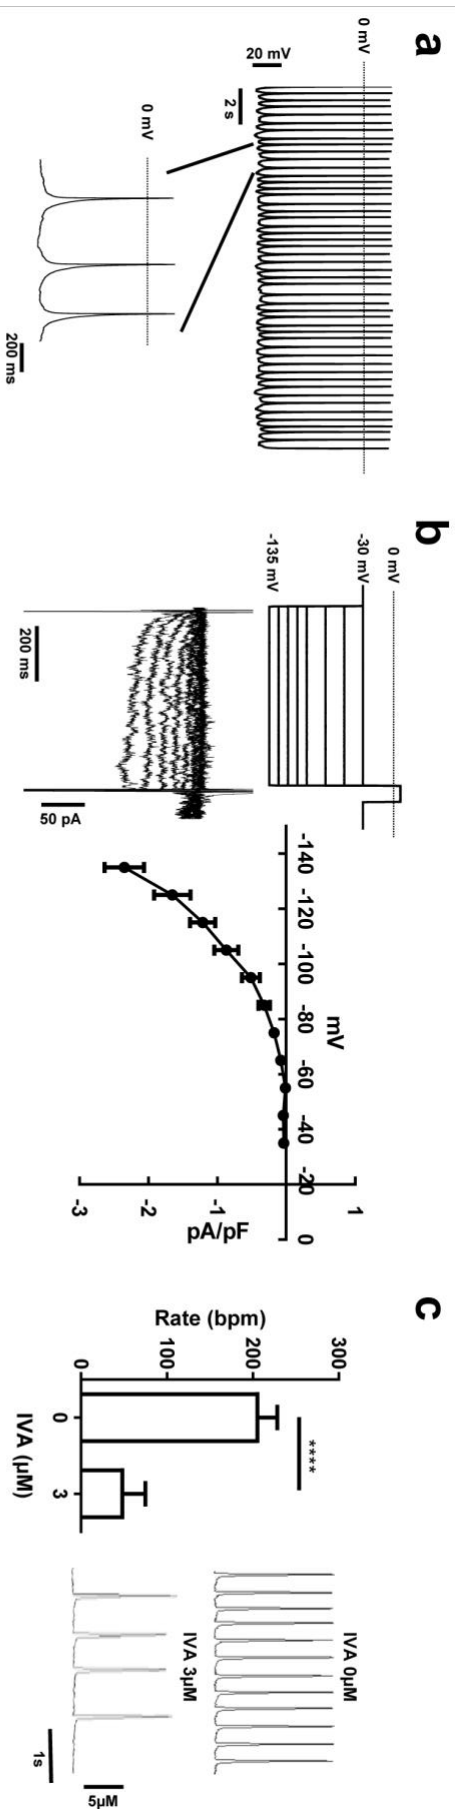 a
0 mV
20 mV
2 s
0 mV
200 ms
b
0 mV
-30 mV
-135 mV
200 ms
50 pA
mV
-140 -120 -100 -80 -60 -40 -20 0
1
-1
-2
-3
pA/pF
c
Rate (bpm)
300
200
100
0
****
0 3
IVA (µM)
IVA 0µM
IVA 3µM
1s
5µM